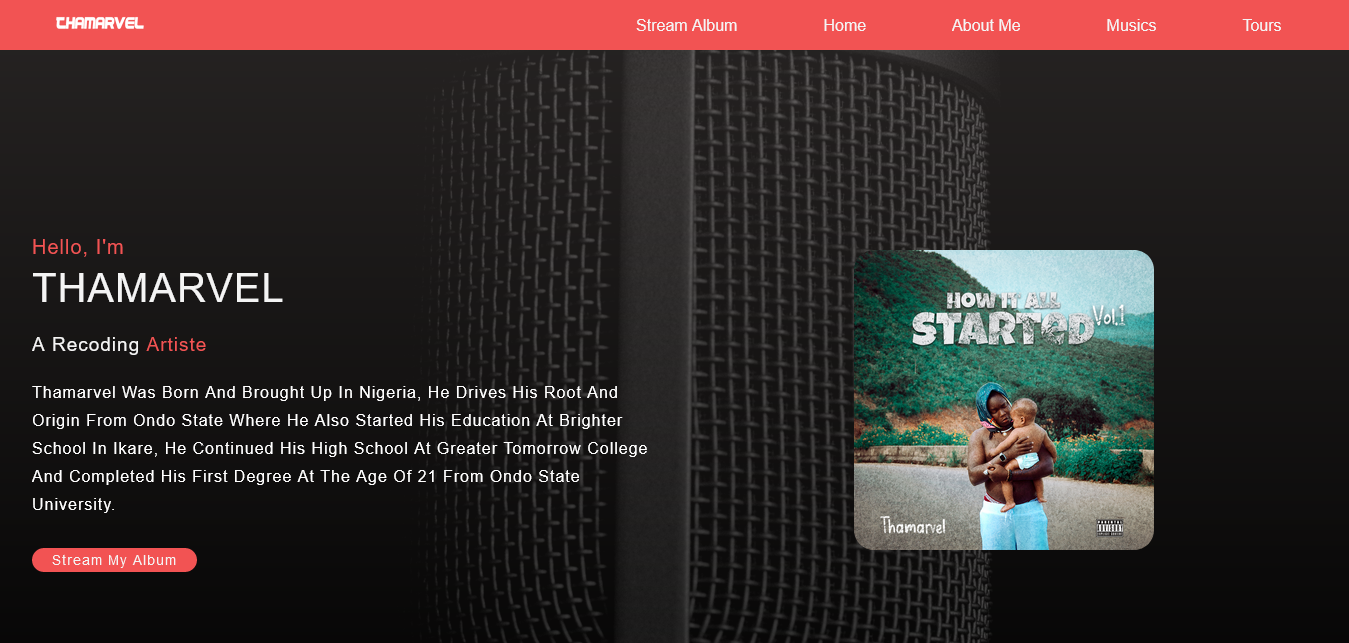 THAMARVEL
Stream Album Home About Me Musics Tours
Hello, I'm
THAMARVEL
A Recoding Artiste
Thamarvel Was Born And Brought Up In Nigeria, He Drives His Root And
Origin From Ondo State Where He Also Started His Education At Brighter
School In Ikare, He Continued His High School At Greater Tomorrow College
And Completed His First Degree At The Age Of 21 From Ondo State
University.
Stream My Album
HOW IT ALL
STARTED Vol.1
Thamarvel
PARENTAL